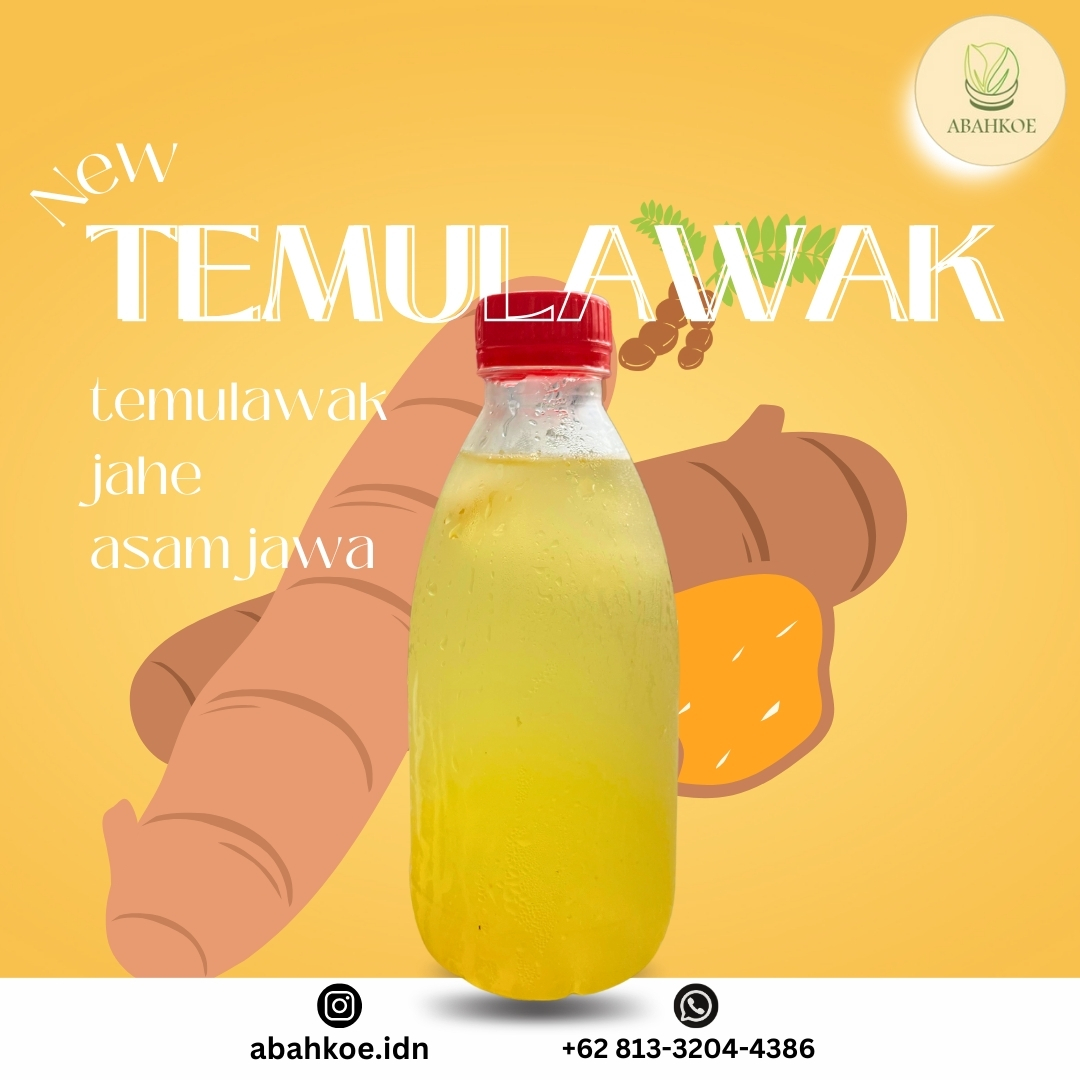 ABAHKOE
New
TEMULAWAK
temulawak
jahe
asam jawa
abahkoe.idn
+62 813-3204-4386